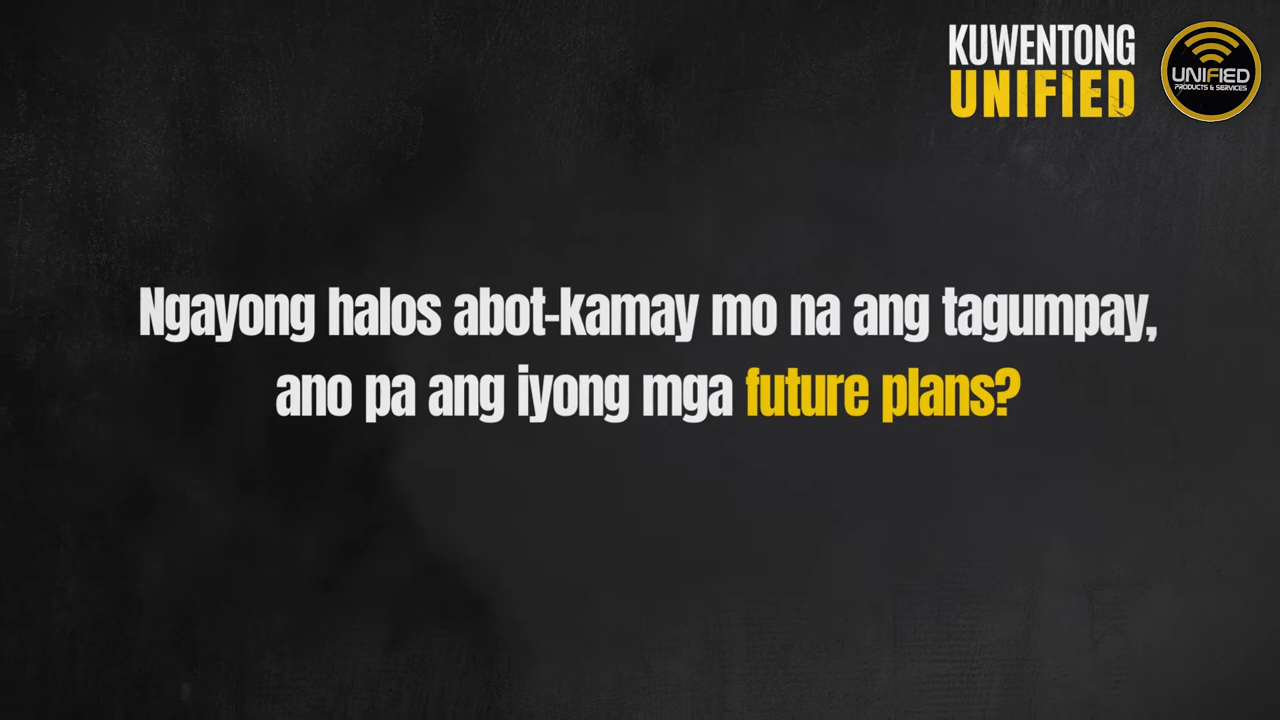 KUWENTONG
UNIFIED
UNIFIED
PRODUCTS & SERVICES
Ngayong halos abot-kamay mo na ang tagumpay,
ano pa ang iyong mga future plans?